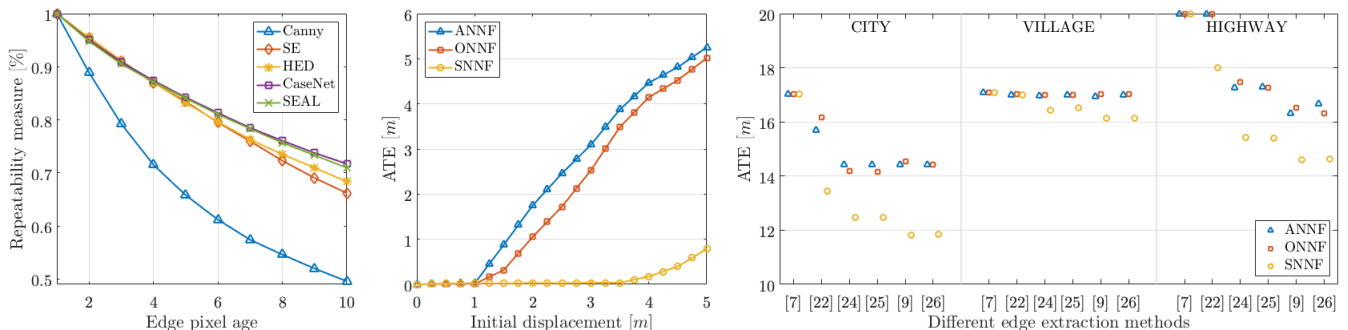 Repeatability measure [%]
1
0.9
0.8
0.7
0.6
0.5
2
4
6
8
10
Edge pixel age
Canny
SE
HED
CaseNet
SEAL
ATE [m]
6
5
4
3
2
1
0
0
1
2
3
4
5
Initial displacement [m]
ANNF
ONNF
SNNF
ATE [m]
20
18
16
14
12
10
CITY
VILLAGE
HIGHWAY
ANNF
ONNF
SNNF
[7] [22] [24] [25] [9] [26] [7] [22] [24] [25] [9] [26] [7] [22] [24] [25] [9] [26]
Different edge extraction methods